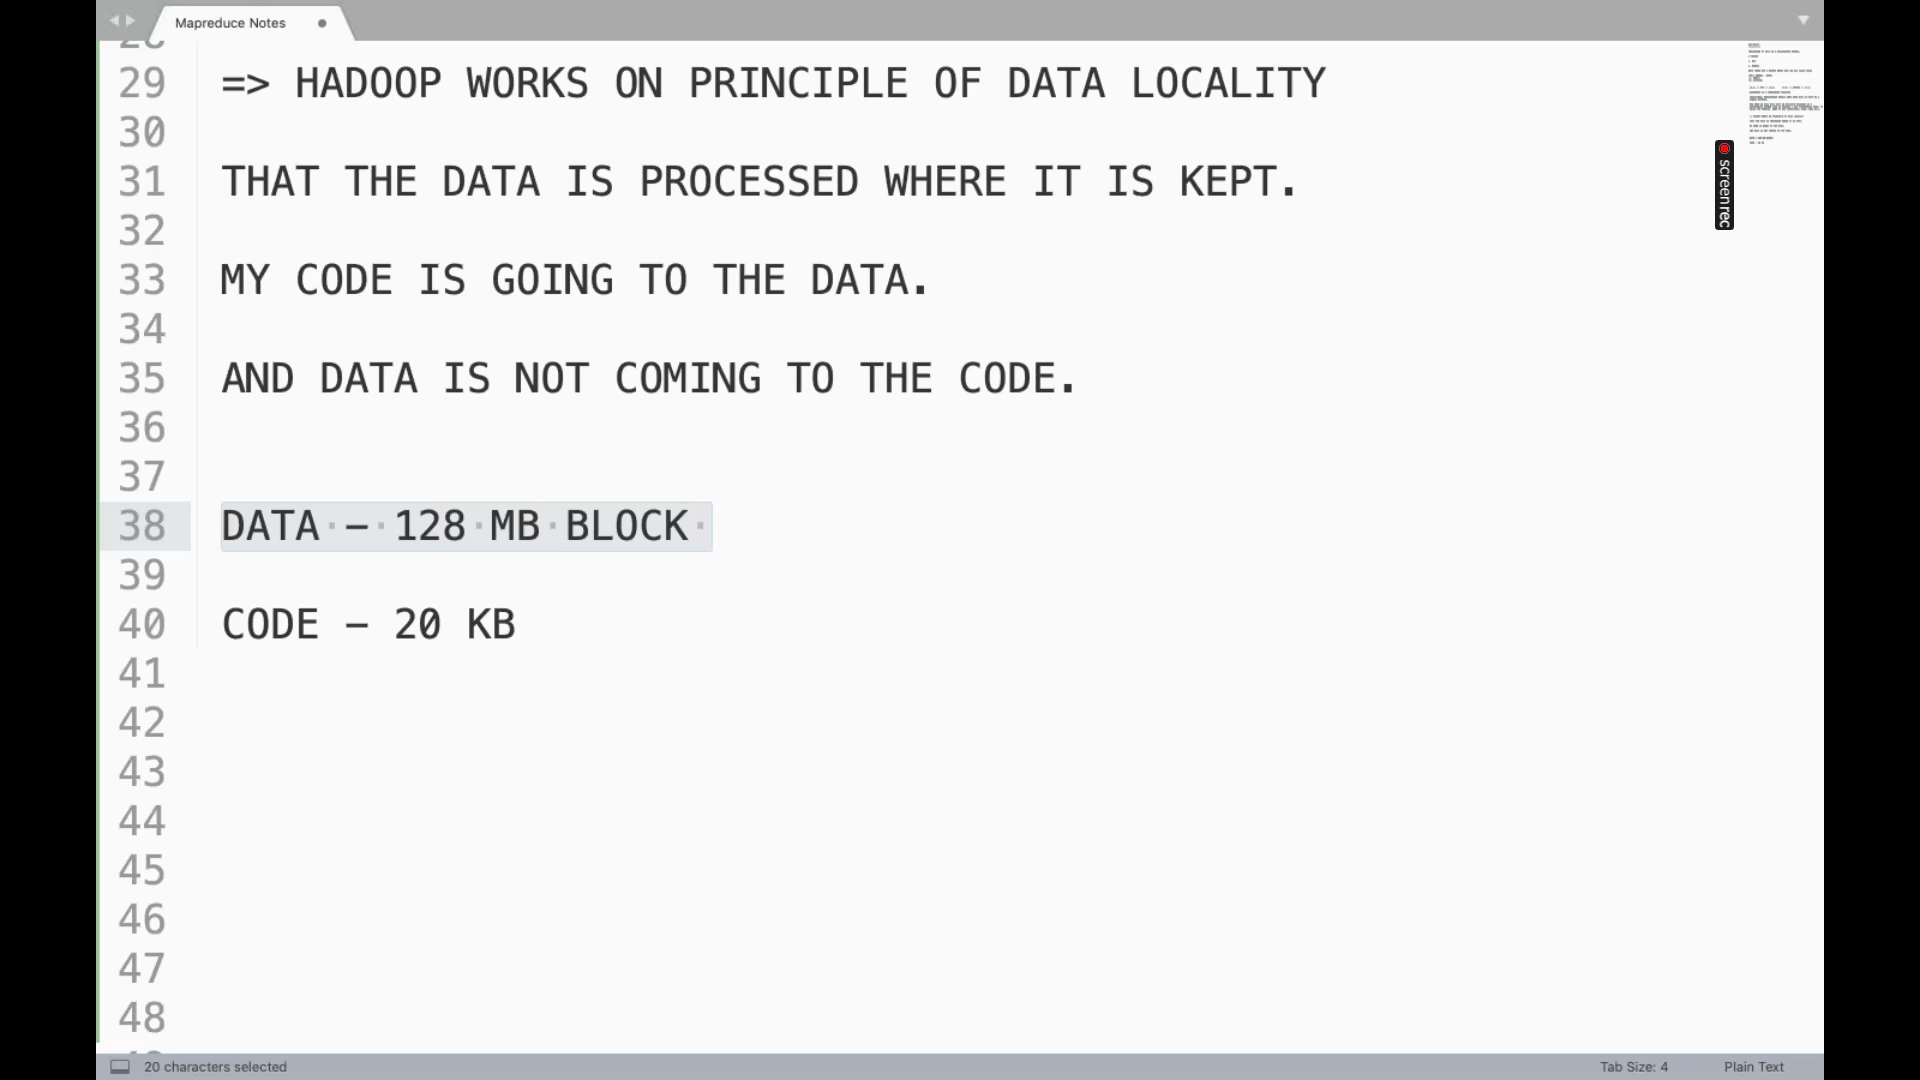 Mapreduce Notes
29 => HADOOP WORKS ON PRINCIPLE OF DATA LOCALITY
30
31 THAT THE DATA IS PROCESSED WHERE IT IS KEPT.
32
33 MY CODE IS GOING TO THE DATA.
34
35 AND DATA IS NOT COMING TO THE CODE.
36
37
38 DATA - 128 MB BLOCK
39
40 CODE - 20 KB
41
42
43
44
45
46
47
48
screenrec
20 characters selected
Tab Size: 4
Plain Text